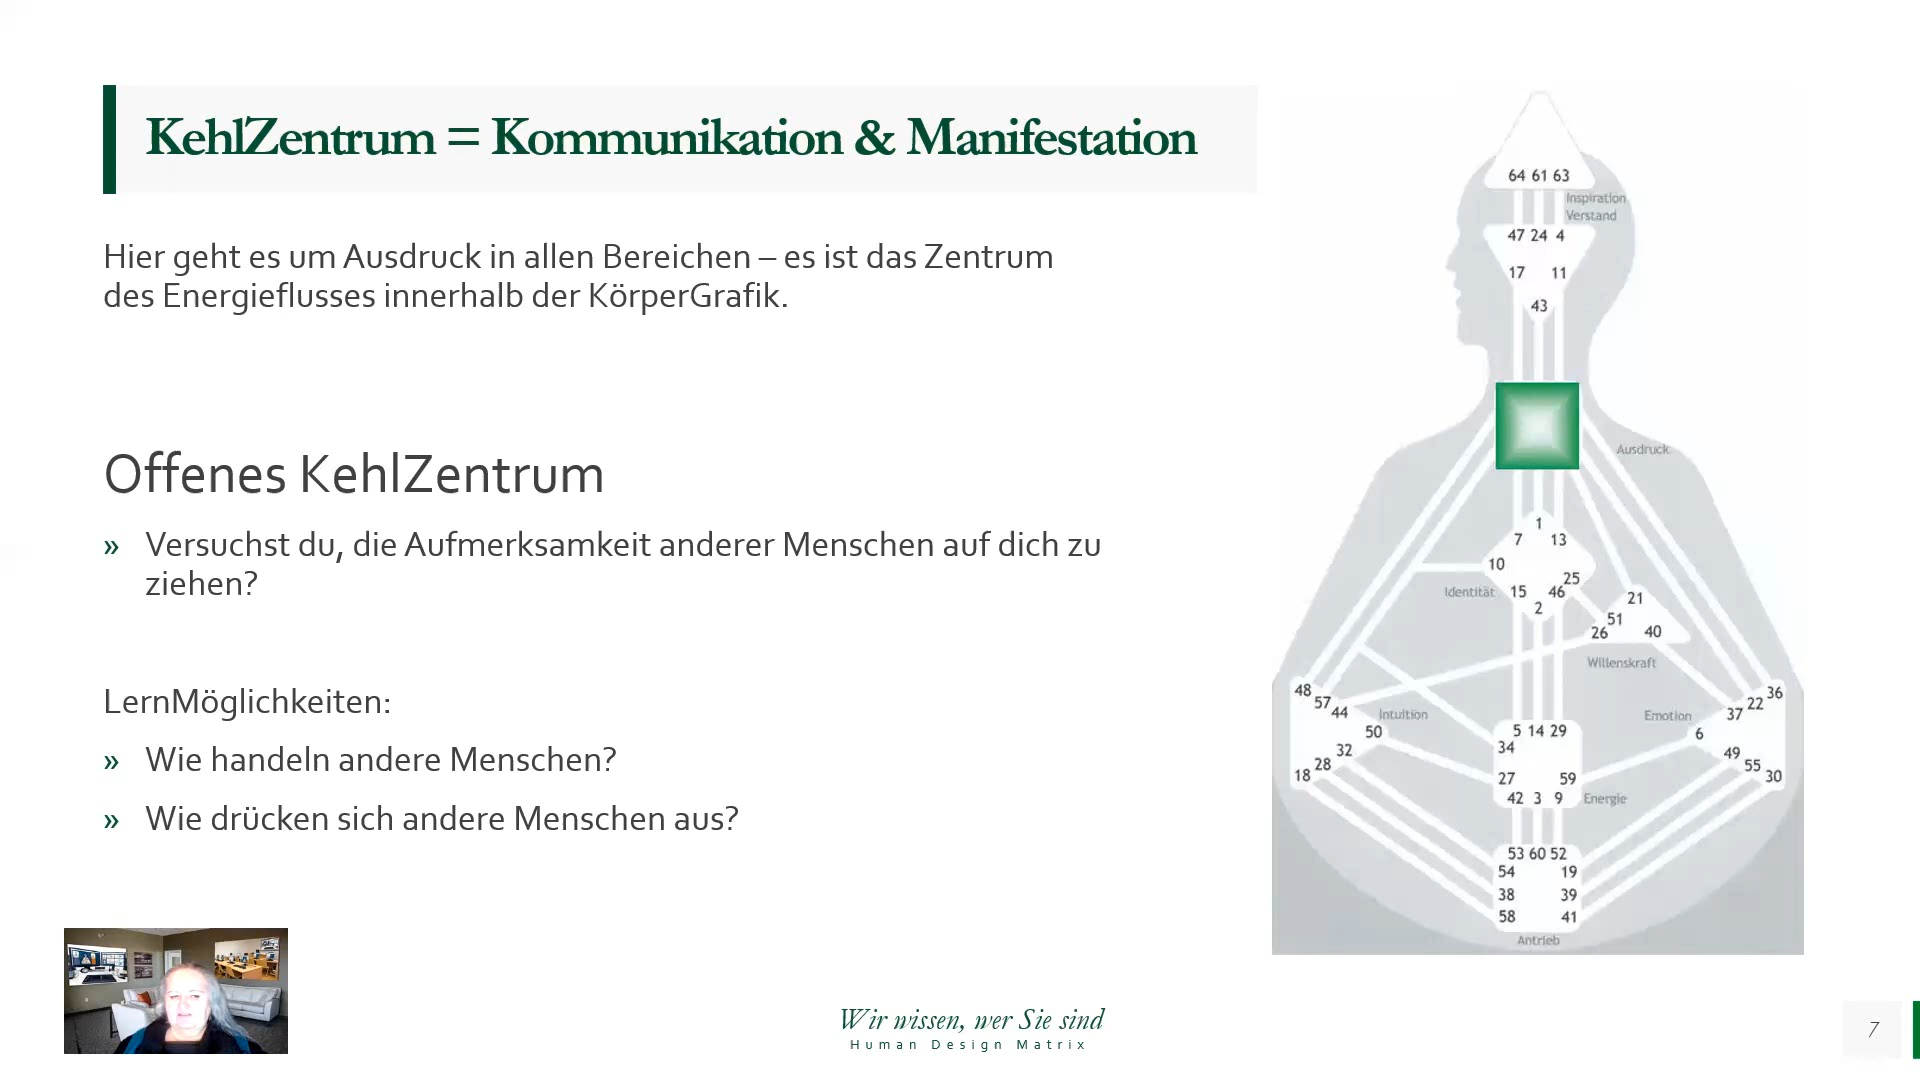 KehlZentrum = Kommunikation & Manifestation
Hier geht es um Ausdruck in allen Bereichen – es ist das Zentrum
des Energieflusses innerhalb der KörperGrafik.
Offenes KehlZentrum
» Versuchst du, die Aufmerksamkeit anderer Menschen auf dich zu
ziehen?
LernMöglichkeiten:
» Wie handeln andere Menschen?
» Wie drücken sich andere Menschen aus?
64 61 63
Inspiration
Verstand
47 24 4
17 11
43
Ausdruck
1
7 13
10
25
Identität 15 46
2
21
51
26 40
Willenskraft
48
57
44
Intuition
50
32
28
18
36
22
37
Emotion
6
49
55
30
5 14 29
34
27 59
42 3 9 Energie
53 60 52
54 19
38 39
58 41
Antrieb
Wir wissen, wer Sie sind
Human Design Matrix
7